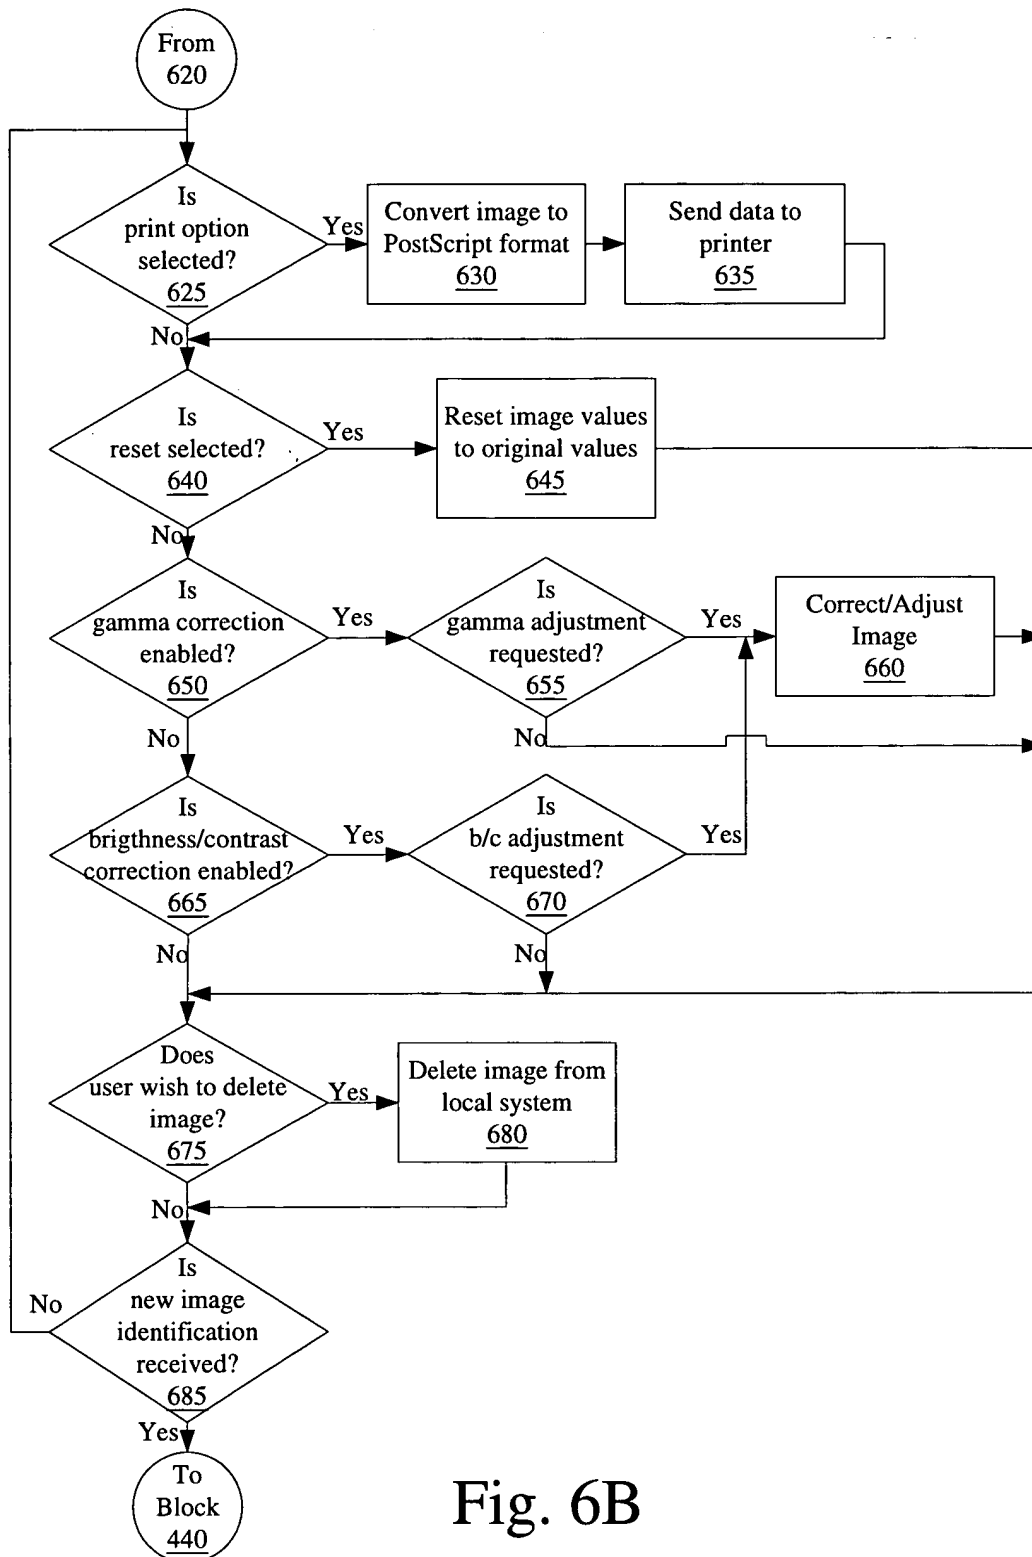 From
620
Is
print option
selected?
625
Yes
Convert image to
PostScript format
630
Send data to
printer
635
No
Is
reset selected?
640
Yes
Reset image values
to original values
645
No
Is
gamma correction
enabled?
650
Yes
Is
gamma adjustment
requested?
655
Yes
Correct/Adjust
Image
660
No
No
Is
brigthness/contrast
correction enabled?
665
Yes
Is
b/c adjustment
requested?
670
Yes
No
No
Does
user wish to delete
image?
675
Yes
Delete image from
local system
680
No
Is
new image
identification
received?
685
No
Yes
To
Block
440
Fig. 6B